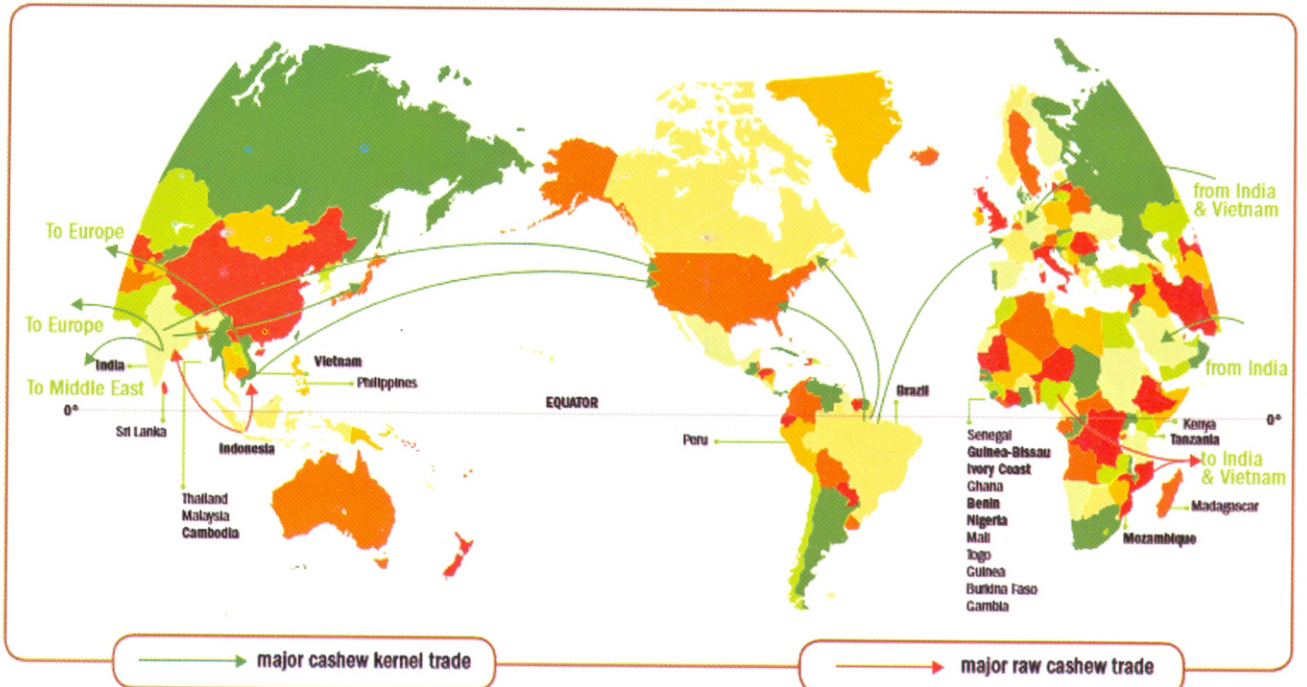 To Europe
To Europe
To Middle East
India
0°
Sri Lanka
Indonesia
Thailand
Malaysia
Cambodia
Vietnam
Philippines
EQUATOR
Peru
Brazil
Senegal
Guinea-Bissau
Ivory Coast
Ghana
Benin
Nigeria
Mali
Togo
Guinea
Burkina Faso
Gambia
from India
& Vietnam
from India
0°
Kenya
Tanzania
to India
& Vietnam
Madagascar
Mozambique
major cashew kernel trade
major raw cashew trade